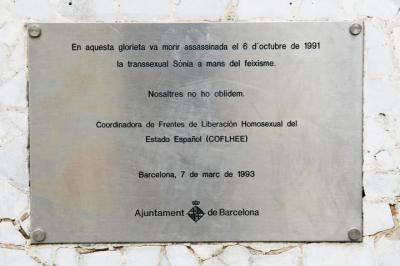 En aquesta glorieta va morir assassinada el 6 d'octubre de 1991
la transsexual Sònia a mans del feixisme.
Nosaltres no ho oblidem.
Coordinadora de Frentes de Liberación Homosexual del
Estado Español (COFLHEE)
Barcelona, 7 de març de 1993
Ajuntament de Barcelona